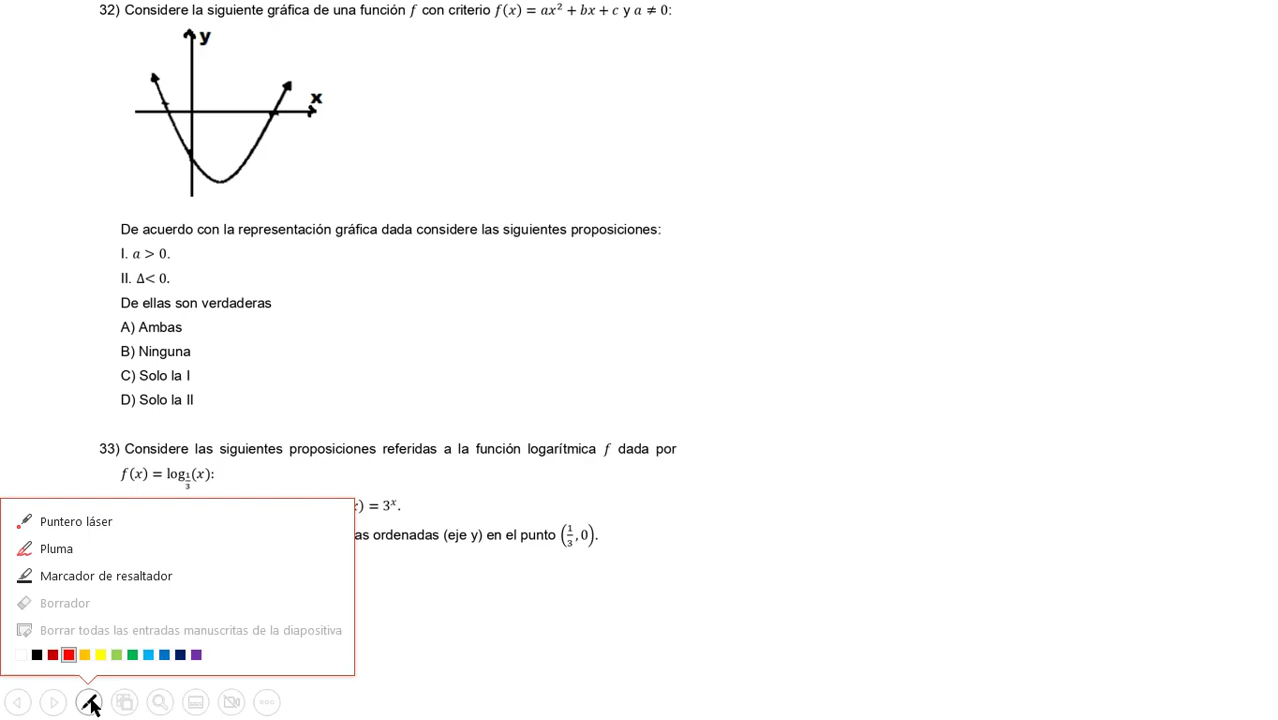 32) Considere la siguiente gráfica de una función f con criterio f(x) = ax² + bx + c y a ≠ 0:
y
x
De acuerdo con la representación gráfica dada considere las siguientes proposiciones:
I. a > 0.
II. Δ< 0.
De ellas son verdaderas
A) Ambas
B) Ninguna
C) Solo la I
D) Solo la II
33) Considere las siguientes proposiciones referidas a la función logarítmica f dada por
f(x) = log_{1/3}(x):
) = 3ˣ.
as ordenadas (eje y) en el punto (1/3, 0).
Puntero láser
Pluma
Marcador de resaltador
Borrador
Borrar todas las entradas manuscritas de la diapositiva